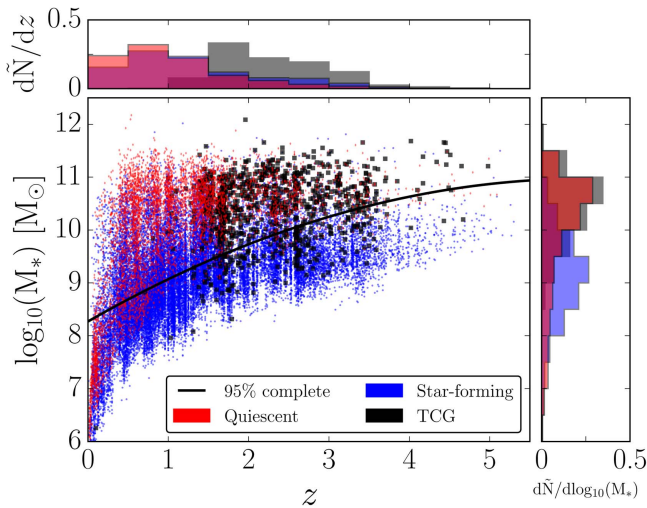 0.5
0
dÑ/dz
12
11
10
9
8
7
6
log₁₀(M∗) [M⊙]
95% complete
Quiescent
Star-forming
TCG
0 1 2 3 4 5
z
0 0.5
dÑ/dlog₁₀(M∗)